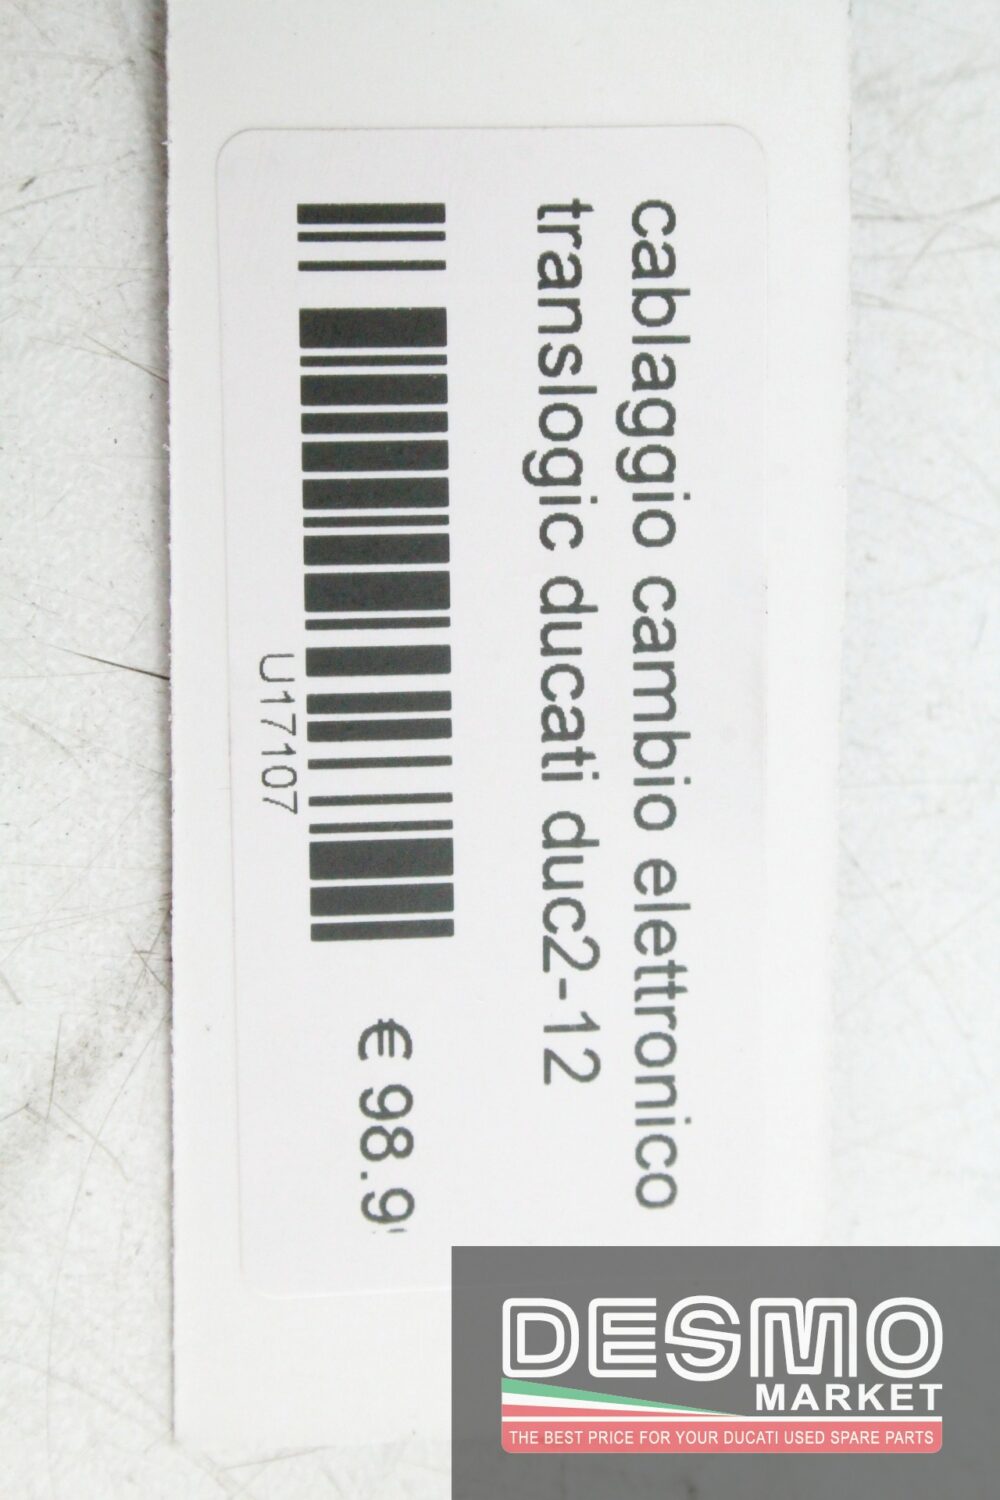 cablaggio cambio elettronico
translogic ducati duc2-12
U17107
€ 98.9
DESMO
MARKET
THE BEST PRICE FOR YOUR DUCATI USED SPARE PARTS